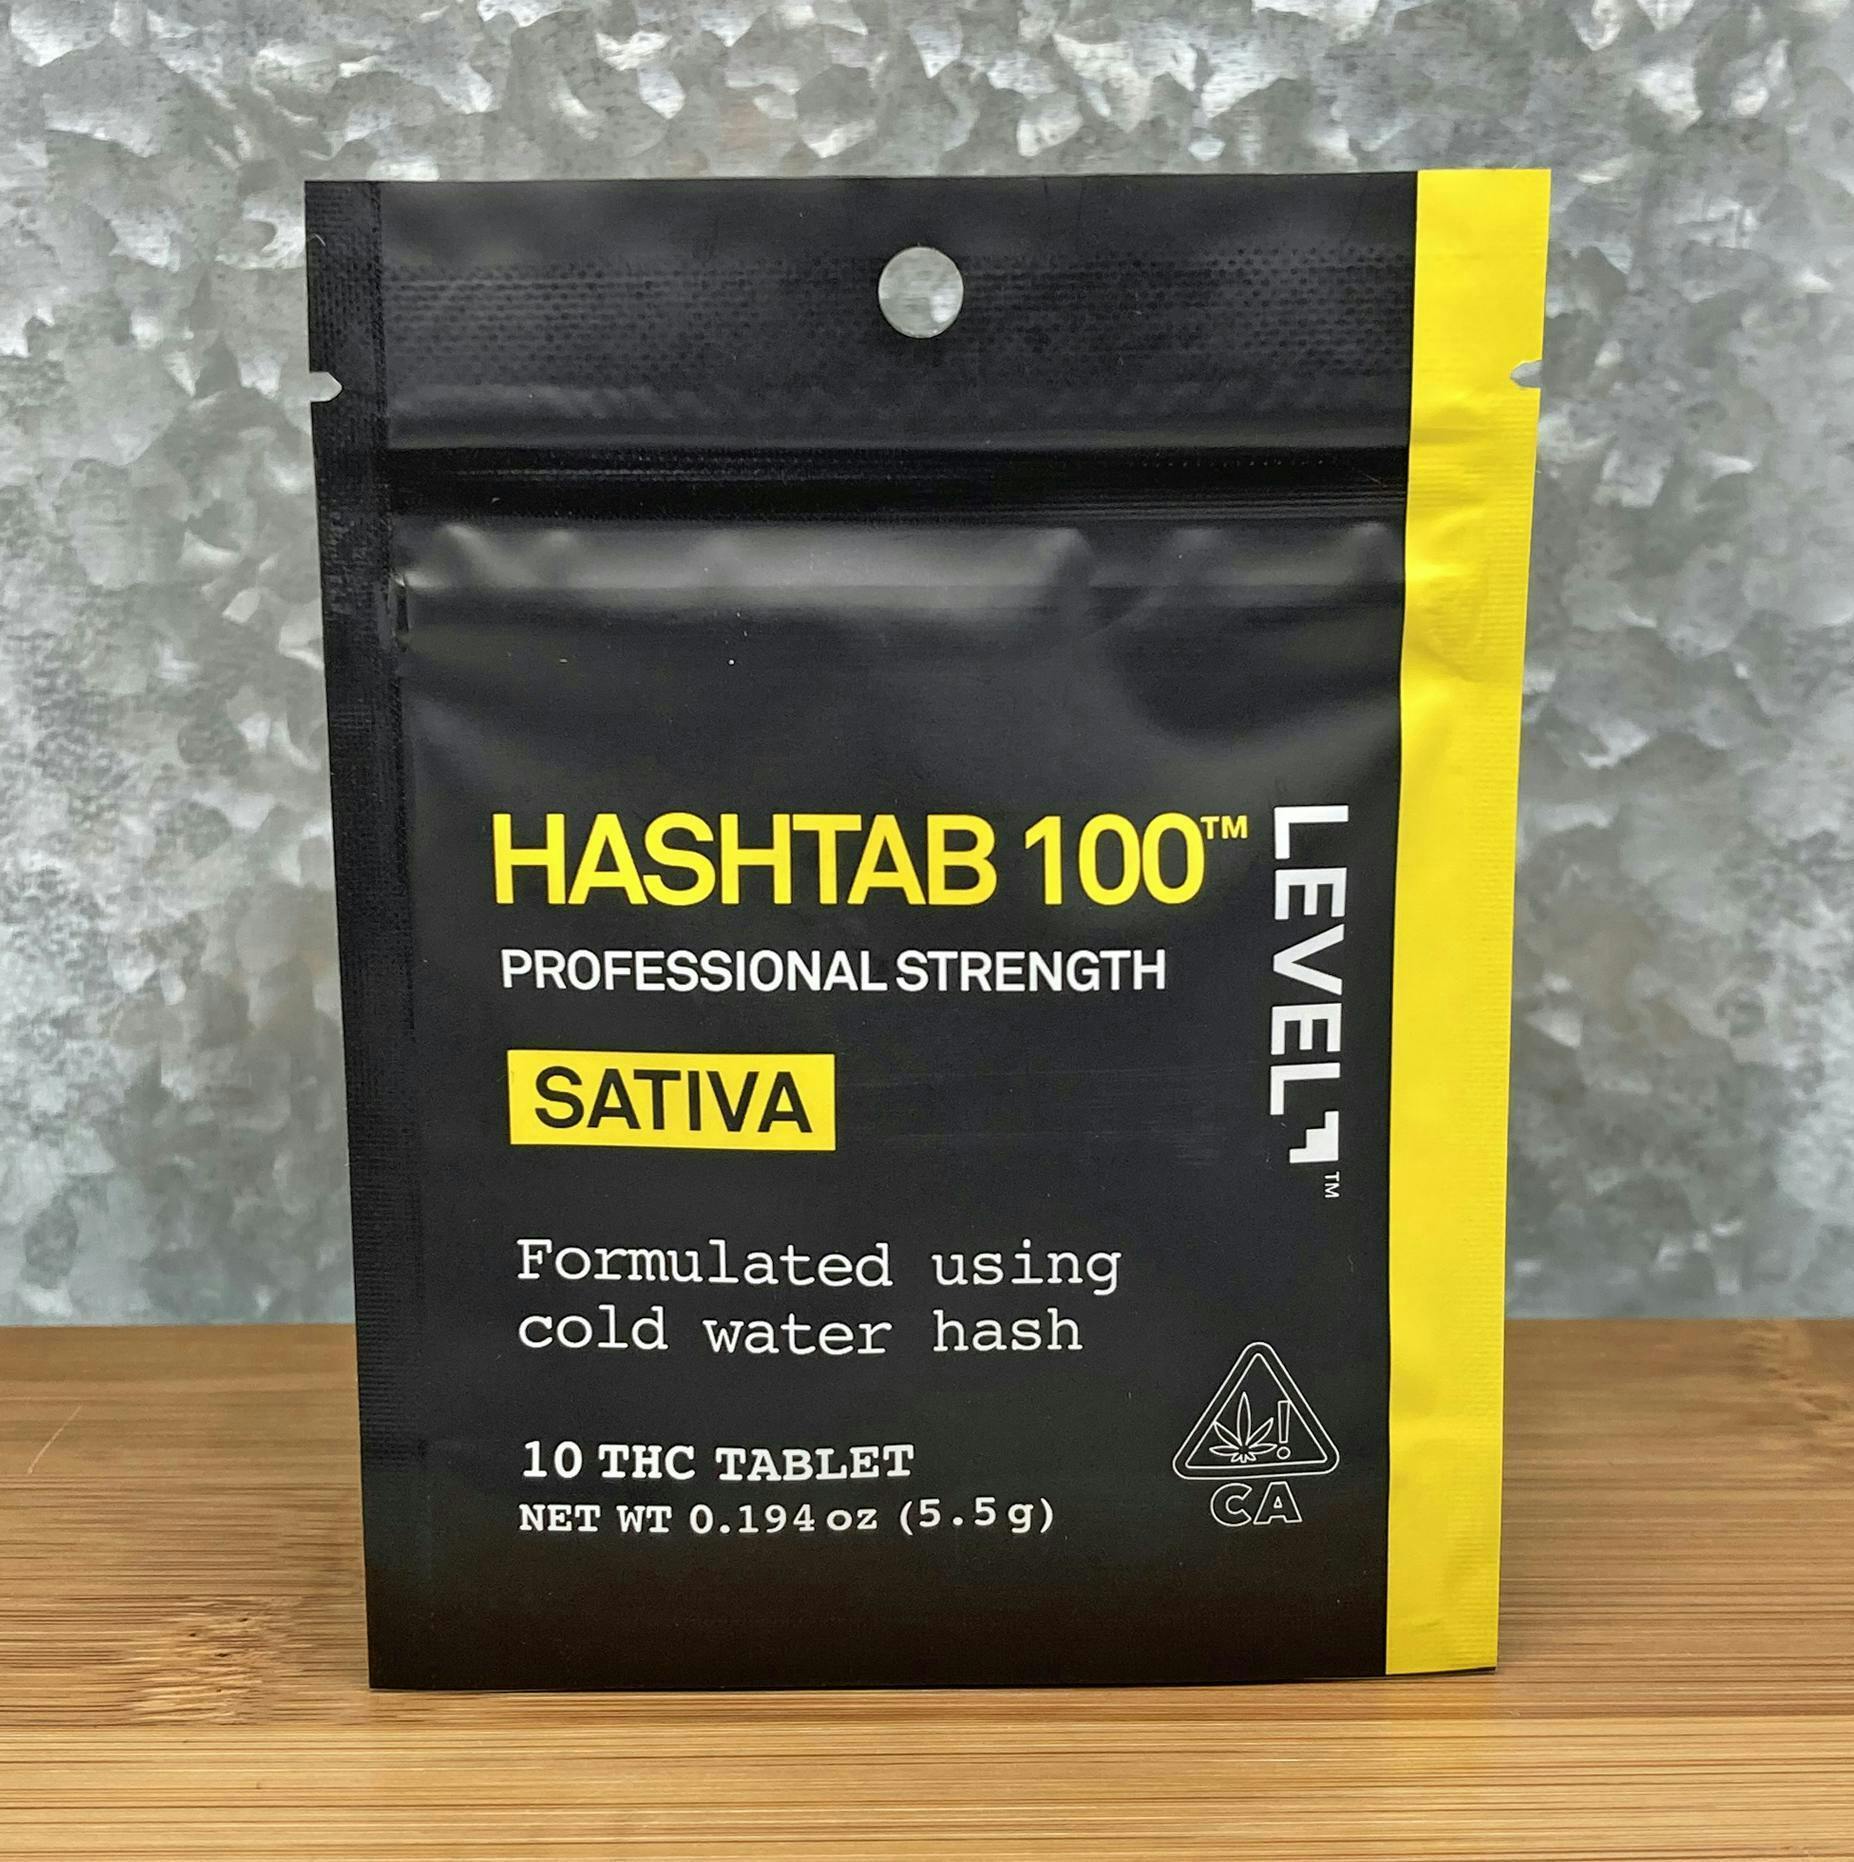 HASHTAB 100™
PROFESSIONAL STRENGTH
SATIVA
Formulated using
cold water hash
10 THC TABLET
NET WT 0.194 oz (5.5 g)
LEVEL™
!
CA